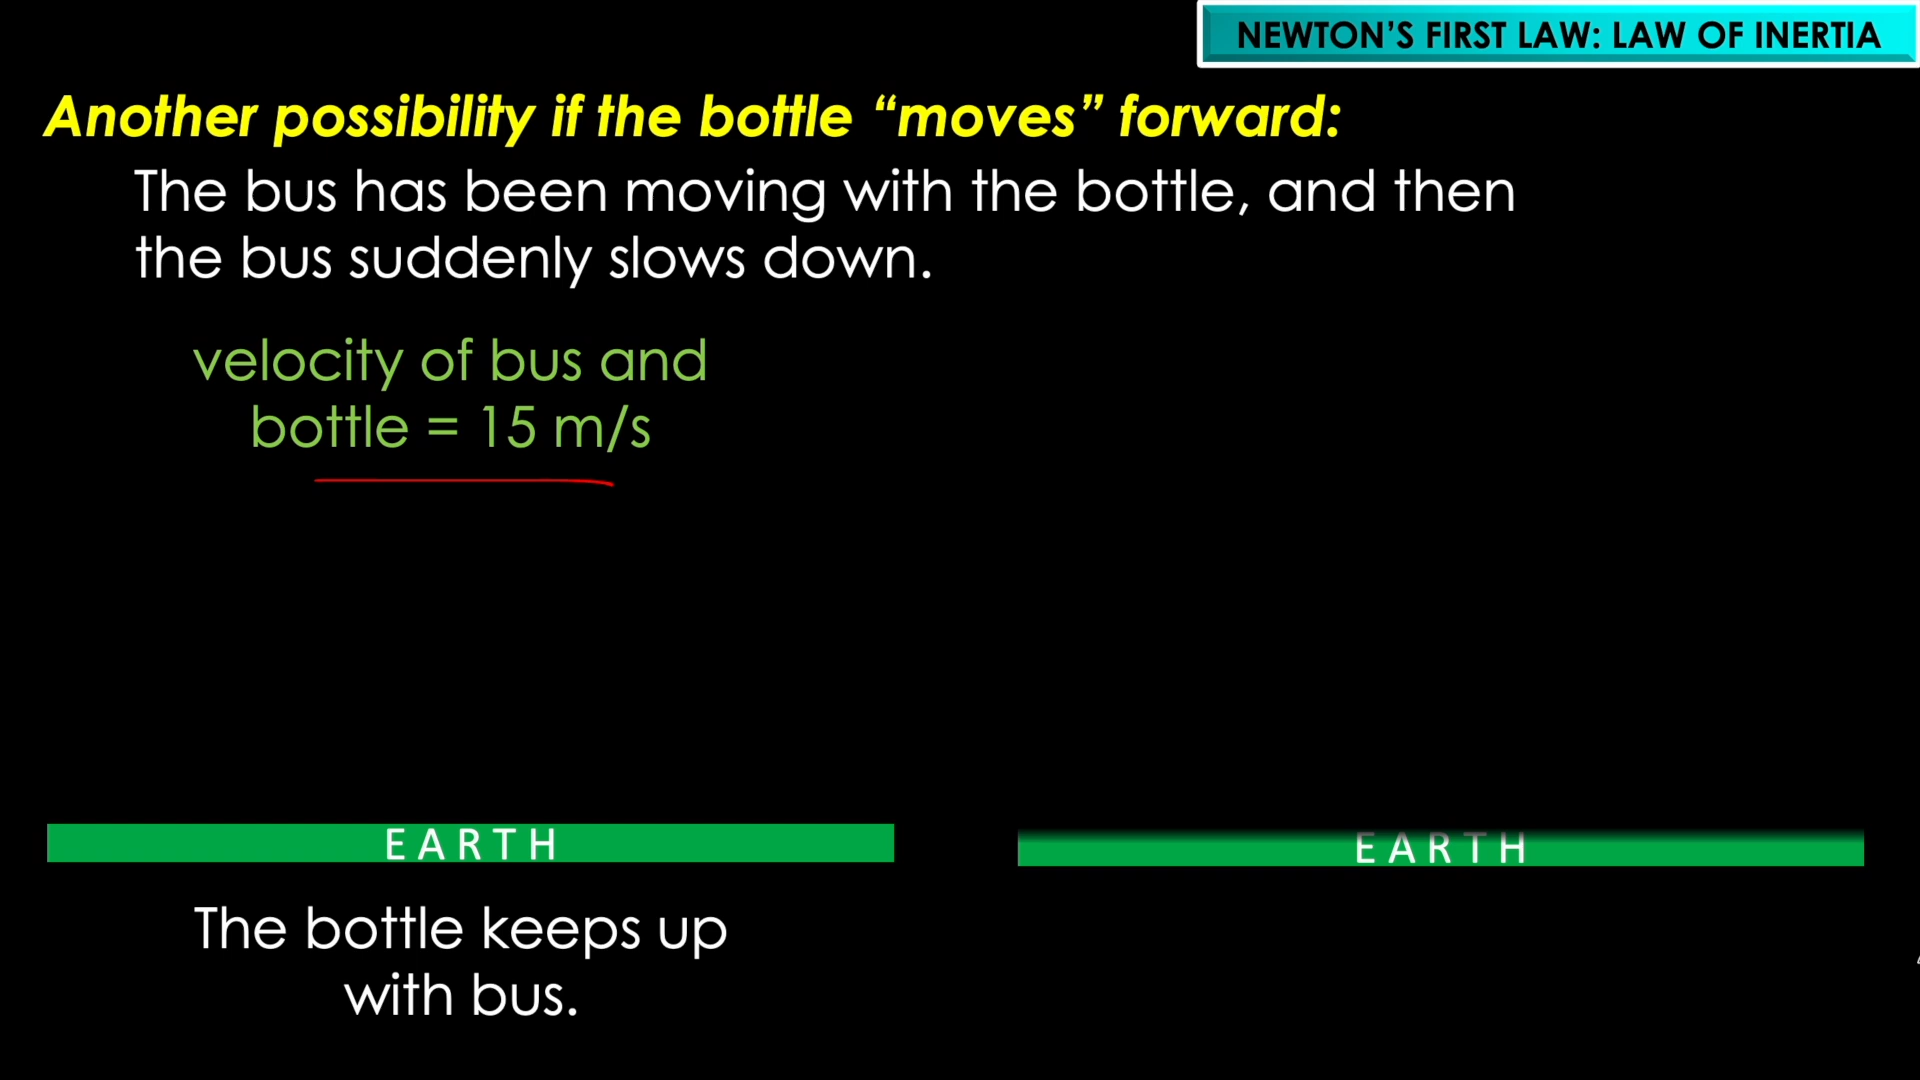 NEWTON’S FIRST LAW: LAW OF INERTIA
Another possibility if the bottle “moves” forward:
The bus has been moving with the bottle, and then
the bus suddenly slows down.
velocity of bus and
bottle = 15 m/s
EARTH
EARTH
The bottle keeps up
with bus.